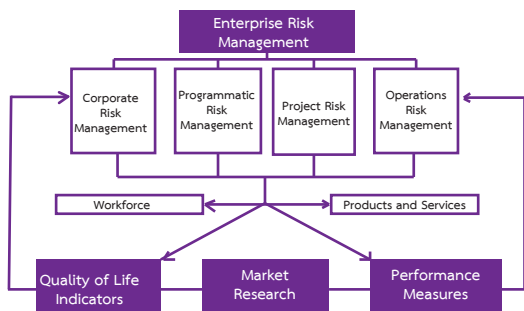 Enterprise Risk
Management
Corporate
Risk
Management
Programmatic
Risk
Management
Project Risk
Management
Operations
Risk
Management
Workforce
Products and Services
Quality of Life
Indicators
Market
Research
Performance
Measures